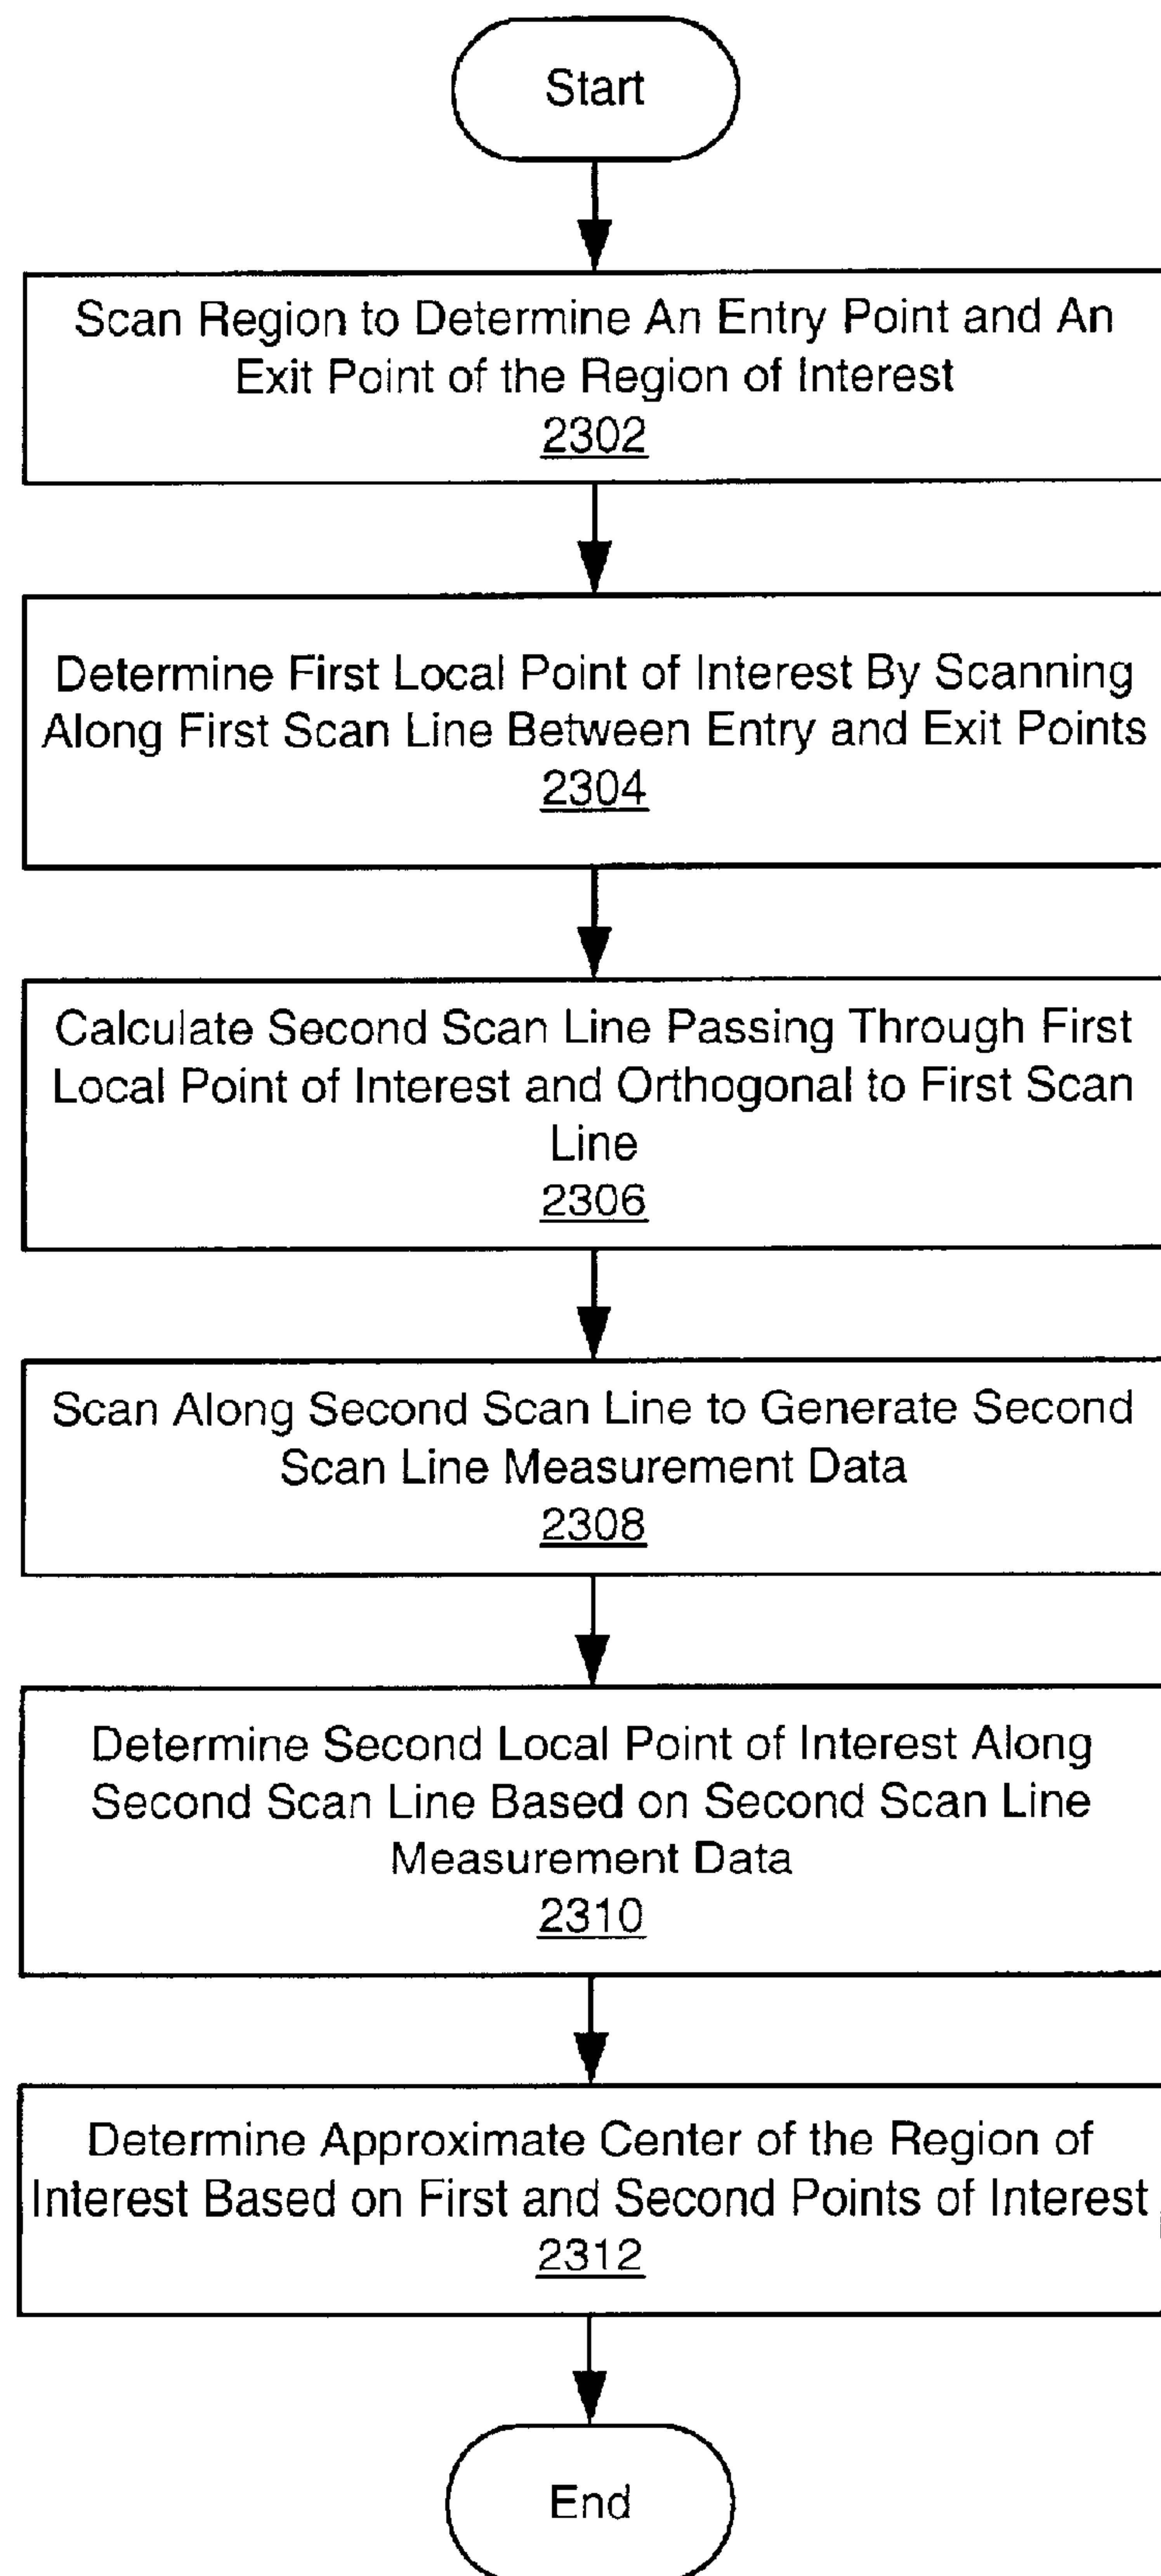 Start
Scan Region to Determine An Entry Point and An
Exit Point of the Region of Interest
2302
Determine First Local Point of Interest By Scanning
Along First Scan Line Between Entry and Exit Points
2304
Calculate Second Scan Line Passing Through First
Local Point of Interest and Orthogonal to First Scan
Line
2306
Scan Along Second Scan Line to Generate Second
Scan Line Measurement Data
2308
Determine Second Local Point of Interest Along
Second Scan Line Based on Second Scan Line
Measurement Data
2310
Determine Approximate Center of the Region of
Interest Based on First and Second Points of Interest
2312
End